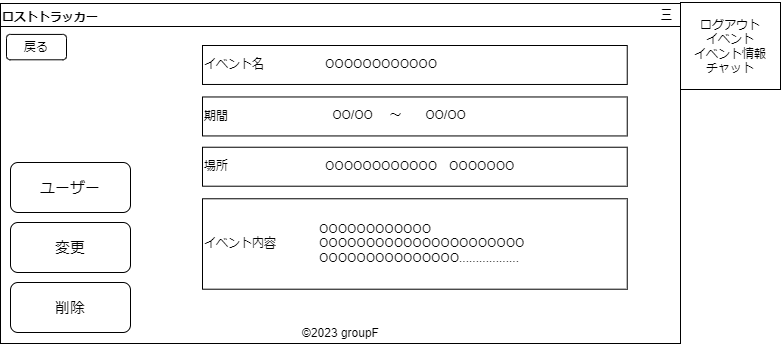 ロストトラッカー 三
ログアウト
イベント
イベント情報
チャット
戻る
イベント名 OOOOOOOOOOOO
期間 OO/OO ～ OO/OO
場所 OOOOOOOOOOOO OOOOOOO
ユーザー
変更
削除
イベント内容
OOOOOOOOOOOO
OOOOOOOOOOOOOOOOOOOOOO
OOOOOOOOOOOOOOO..................
©2023 groupF